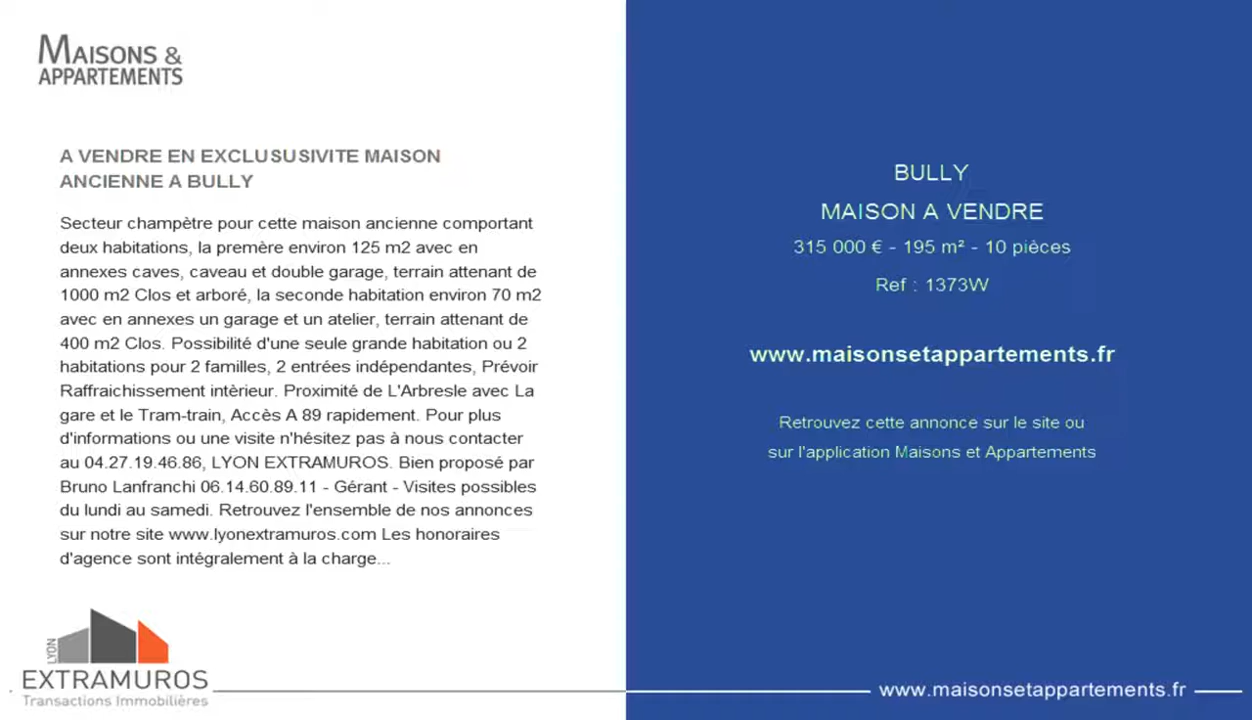 MAISONS &
APPARTEMENTS
A VENDRE EN EXCLUSUSIVITE MAISON
ANCIENNE A BULLY
Secteur champètre pour cette maison ancienne comportant
deux habitations, la premère environ 125 m2 avec en
annexes caves, caveau et double garage, terrain attenant de
1000 m2 Clos et arboré, la seconde habitation environ 70 m2
avec en annexes un garage et un atelier, terrain attenant de
400 m2 Clos. Possibilité d'une seule grande habitation ou 2
habitations pour 2 familles, 2 entrées indépendantes, Prévoir
Raffraichissement intèrieur. Proximité de L'Arbresle avec La
gare et le Tram-train, Accès A 89 rapidement. Pour plus
d'informations ou une visite n'hésitez pas à nous contacter
au 04.27.19.46.86, LYON EXTRAMUROS. Bien proposé par
Bruno Lanfranchi 06.14.60.89.11 - Gérant - Visites possibles
du lundi au samedi. Retrouvez l'ensemble de nos annonces
sur notre site www.lyonextramuros.com Les honoraires
d'agence sont intégralement à la charge...
LYON
EXTRAMUROS
Transactions Immobilières
BULLY
MAISON A VENDRE
315 000 € - 195 m² - 10 pièces
Ref : 1373W
www.maisonsetappartements.fr
Retrouvez cette annonce sur le site ou
sur l'application Maisons et Appartements
www.maisonsetappartements.fr